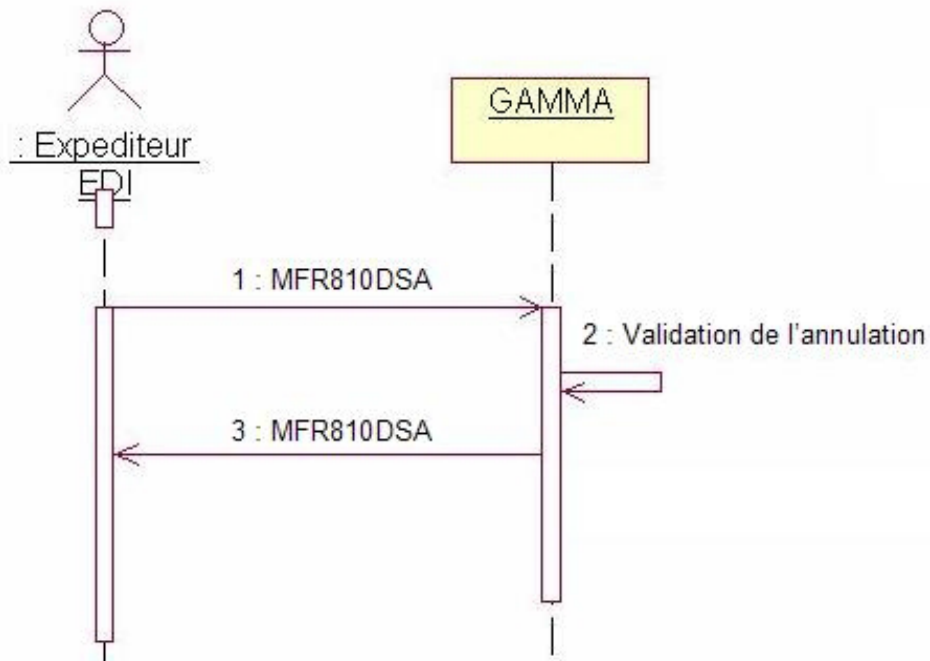 : Expediteur
EDI
GAMMA
1 : MFR810DSA
2 : Validation de l'annulation
3 : MFR810DSA